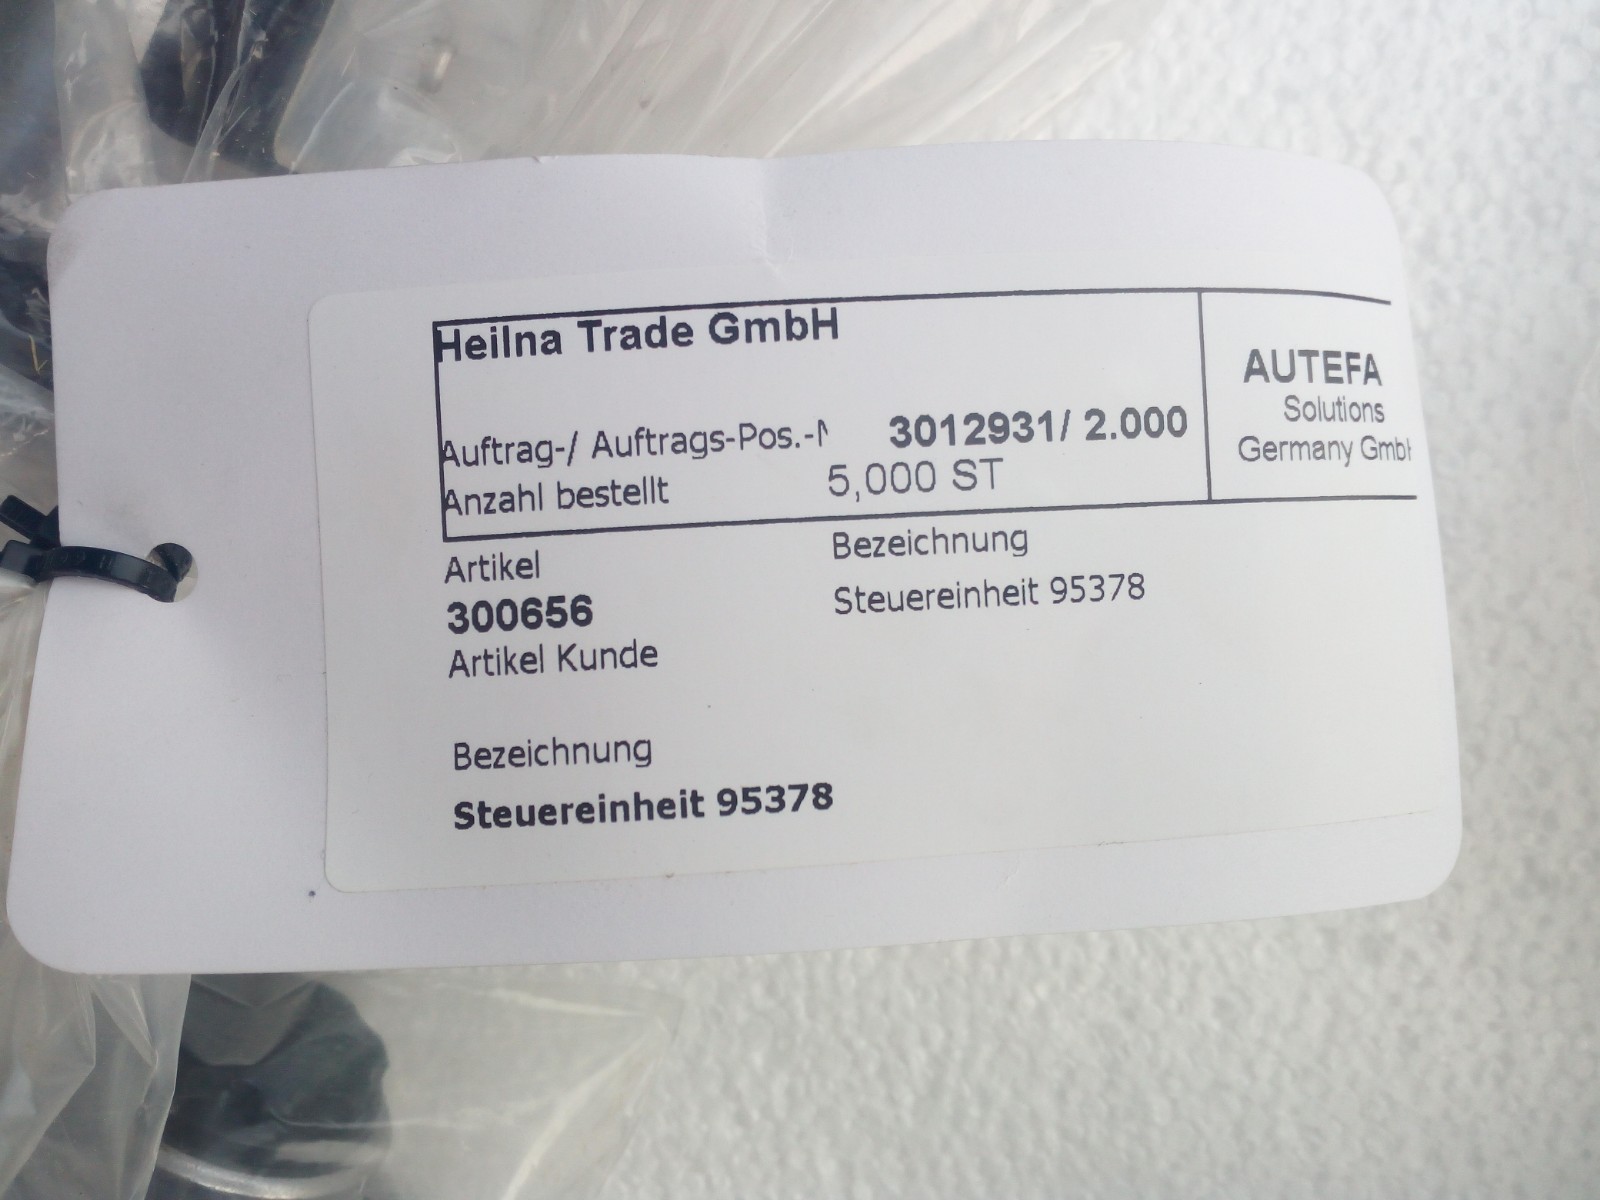 Heilna Trade GmbH
AUTEFA
Solutions
Germany GmbH
Auftrag-/ Auftrags-Pos.-N 3012931/ 2.000
Anzahl bestellt 5,000 ST
Artikel
300656
Bezeichnung
Steuereinheit 95378
Artikel Kunde
Bezeichnung
Steuereinheit 95378